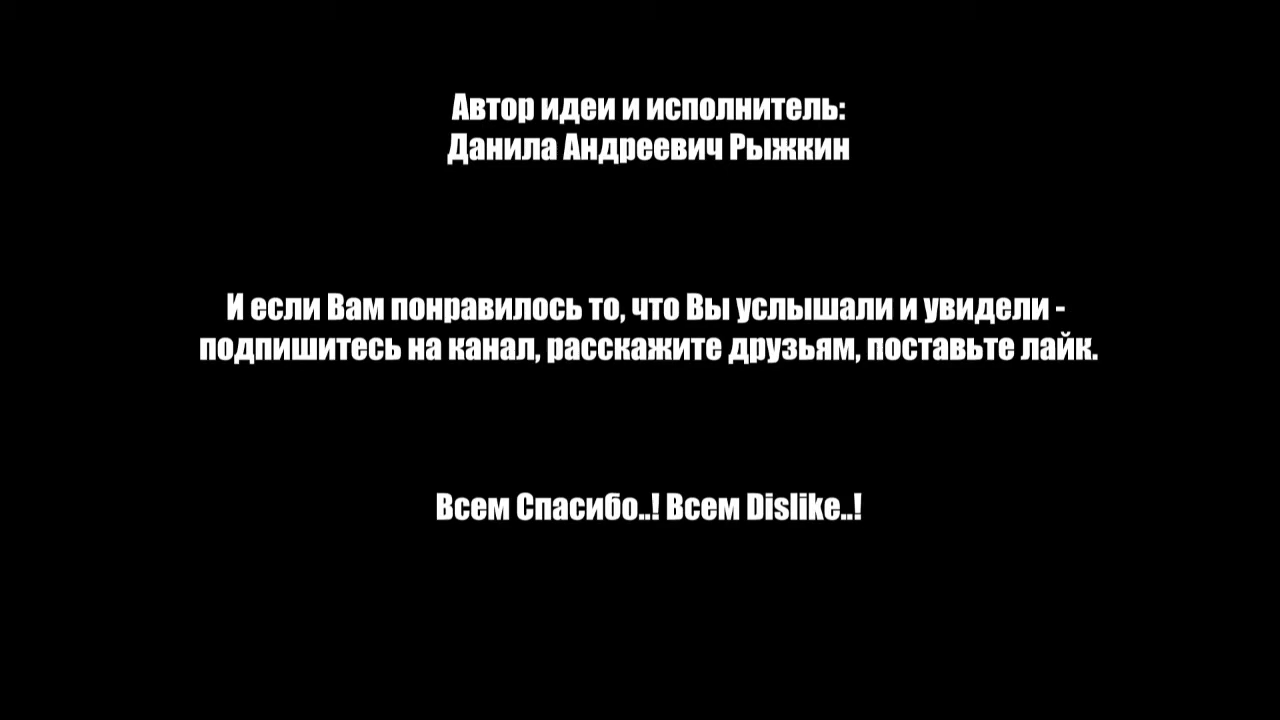 Автор идеи и исполнитель:
Данила Андреевич Рыжкин
И если Вам понравилось то, что Вы услышали и увидели -
подпишитесь на канал, расскажите друзьям, поставьте лайк.
Всем Спасибо..! Всем Dislike..!